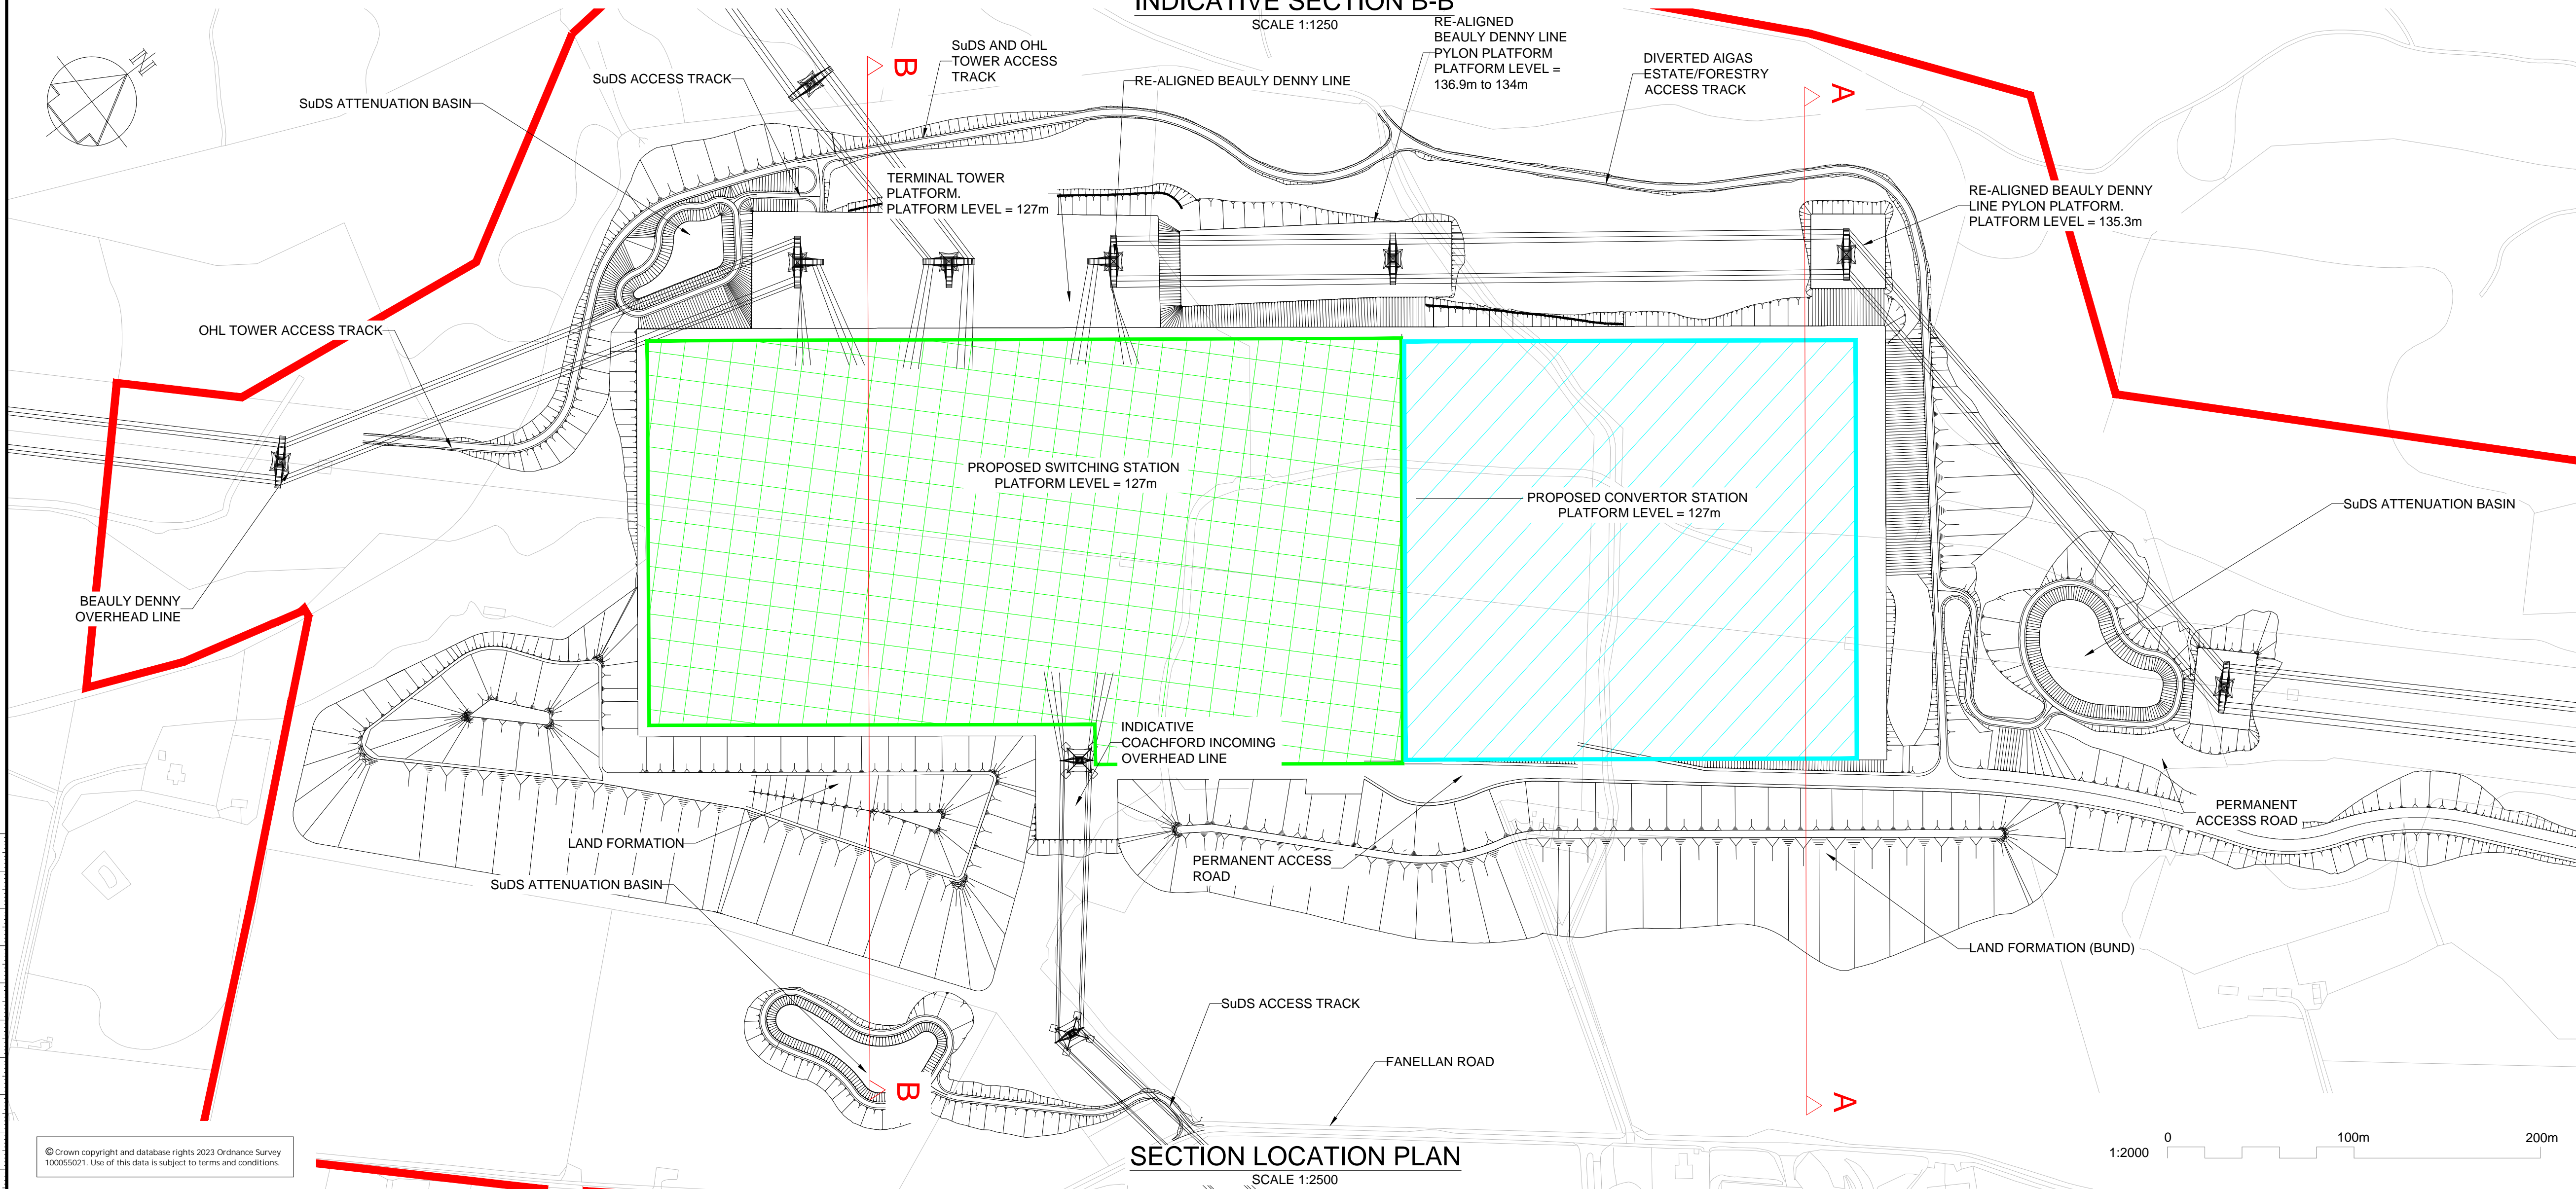 INDICATIVE SECTION B-B
SCALE 1:1250
N
SuDS ATTENUATION BASIN
SuDS ACCESS TRACK
B
SuDS AND OHL
TOWER ACCESS
TRACK
RE-ALIGNED BEAULY DENNY LINE
RE-ALIGNED
BEAULY DENNY LINE
PYLON PLATFORM
PLATFORM LEVEL =
136.9m to 134m
DIVERTED AIGAS
ESTATE/FORESTRY
ACCESS TRACK
A
TERMINAL TOWER
PLATFORM.
PLATFORM LEVEL = 127m
RE-ALIGNED BEAULY DENNY
LINE PYLON PLATFORM.
PLATFORM LEVEL = 135.3m
OHL TOWER ACCESS TRACK
PROPOSED SWITCHING STATION
PLATFORM LEVEL = 127m
PROPOSED CONVERTOR STATION
PLATFORM LEVEL = 127m
SuDS ATTENUATION BASIN
BEAULY DENNY
OVERHEAD LINE
INDICATIVE
COACHFORD INCOMING
OVERHEAD LINE
PERMANENT
ACCE3SS ROAD
LAND FORMATION
PERMANENT ACCESS
ROAD
SuDS ATTENUATION BASIN
LAND FORMATION (BUND)
SuDS ACCESS TRACK
FANELLAN ROAD
B
A
© Crown copyright and database rights 2023 Ordnance Survey
100055021. Use of this data is subject to terms and conditions.
SECTION LOCATION PLAN
SCALE 1:2500
1:2000
0 100m 200m